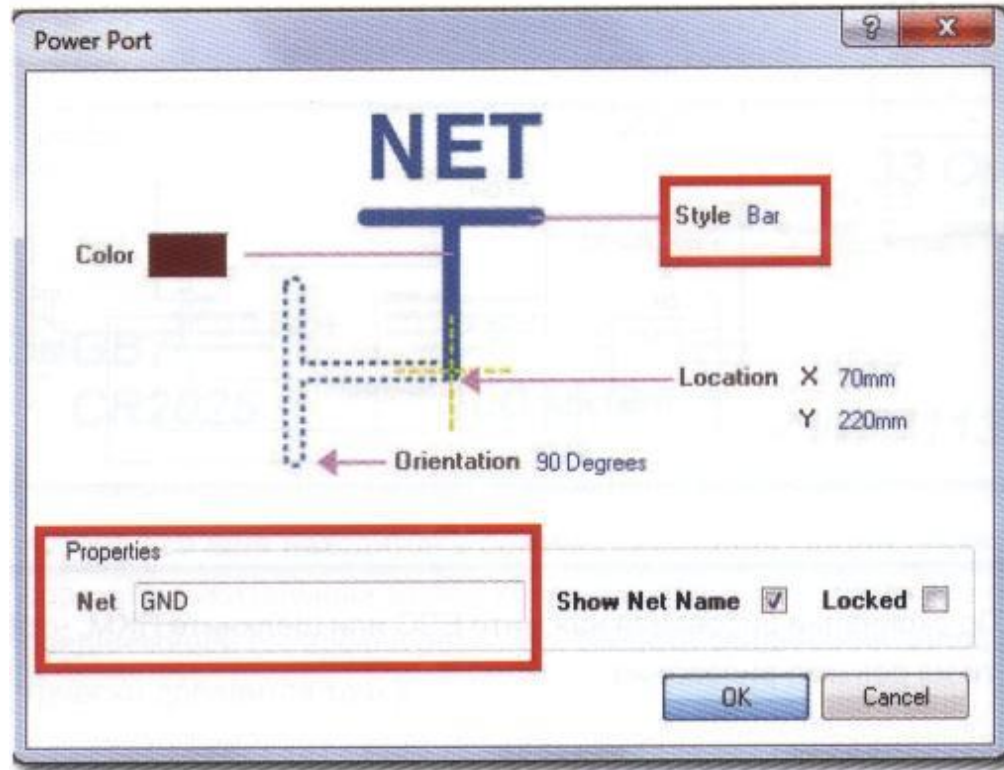 Power Port
NET
Style Bar
Color
Location X 70mm
Y 220mm
Orientation 90 Degrees
Properties
Net GND
Show Net Name Locked
OK Cancel